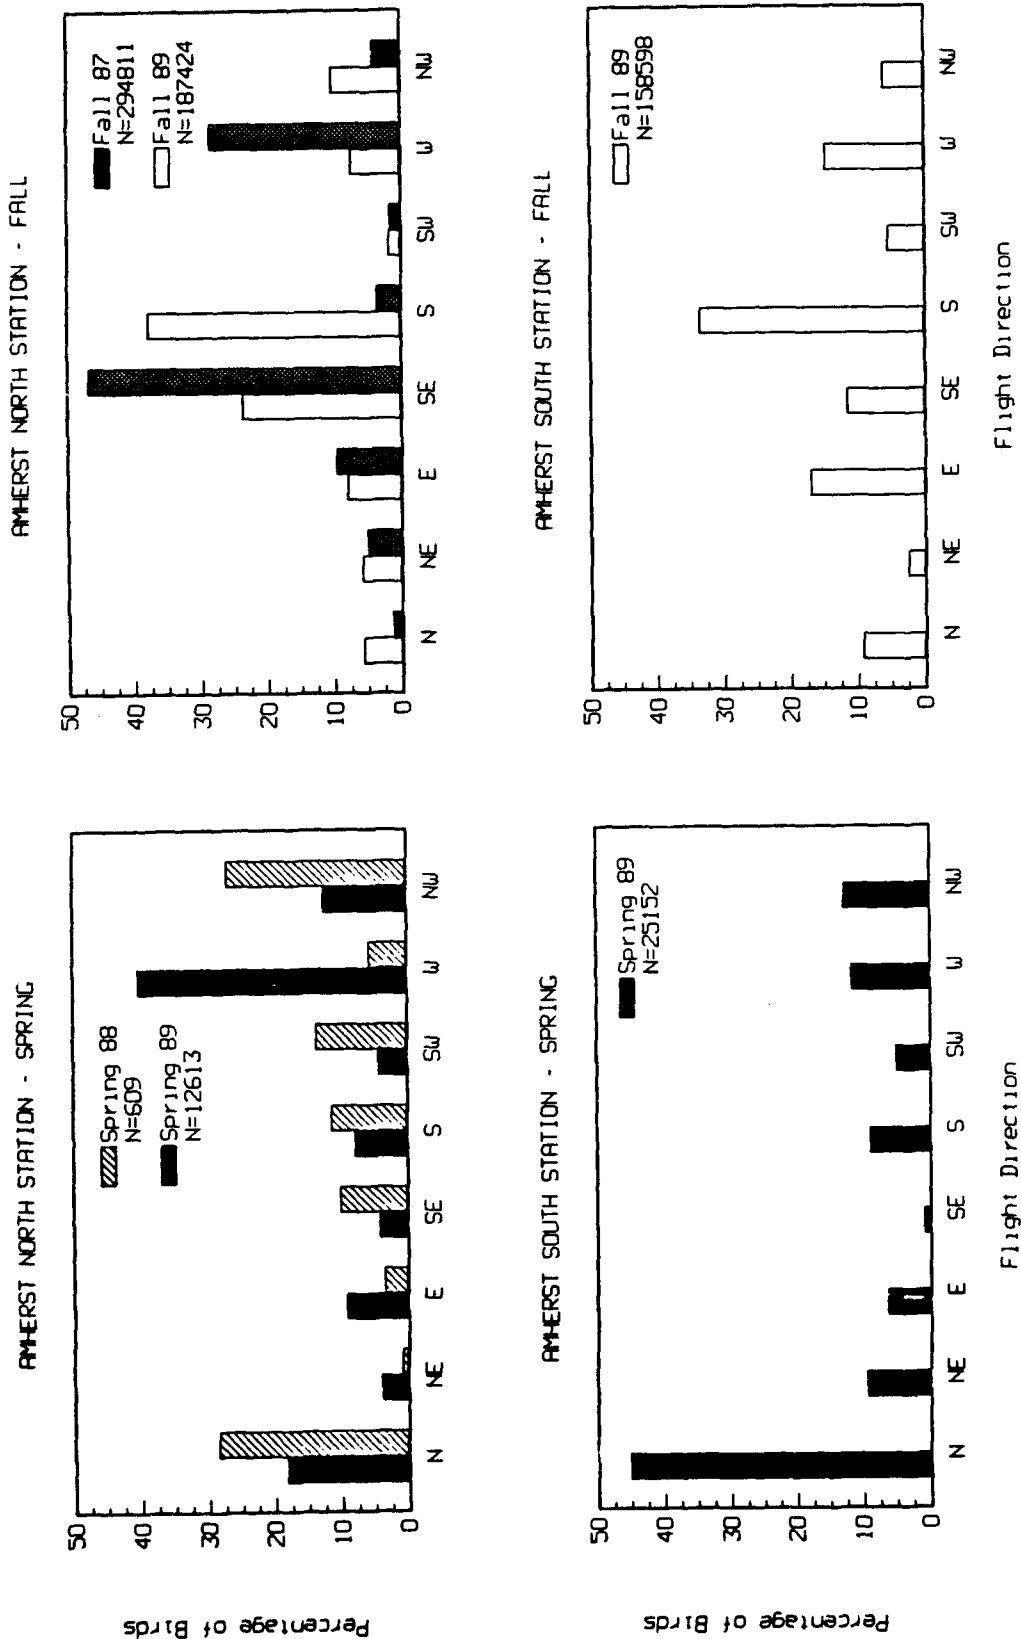 AMHERST NORTH STATION - SPRING
Spring 88
N=609
Spring 89
N=12613
50
40
30
20
10
0
N NE E SE S SW W NW
Percentage of Birds
AMHERST NORTH STATION - FALL
Fall 87
N=294811
Fall 89
N=187424
50
40
30
20
10
0
N NE E SE S SW W NW
AMHERST SOUTH STATION - SPRING
Spring 89
N=25152
50
40
30
20
10
0
N NE E SE S SW W NW
Percentage of Birds
Flight Direction
AMHERST SOUTH STATION - FALL
Fall 89
N=158598
50
40
30
20
10
0
N NE E SE S SW W NW
Flight Direction